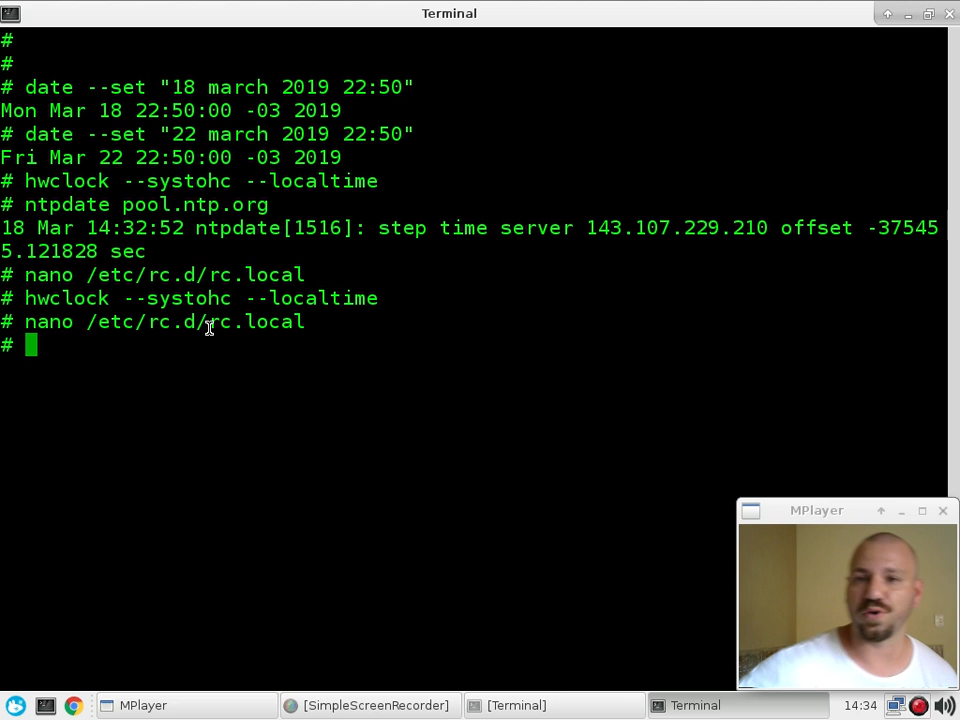 Terminal
#
#
# date --set "18 march 2019 22:50"
Mon Mar 18 22:50:00 -03 2019
# date --set "22 march 2019 22:50"
Fri Mar 22 22:50:00 -03 2019
# hwclock --systohc --localtime
# ntpdate pool.ntp.org
18 Mar 14:32:52 ntpdate[1516]: step time server 143.107.229.210 offset -37545
5.121828 sec
# nano /etc/rc.d/rc.local
# hwclock --systohc --localtime
# nano /etc/rc.d/rc.local
#
MPlayer
MPlayer
[SimpleScreenRecorder]
[Terminal]
Terminal
14:34